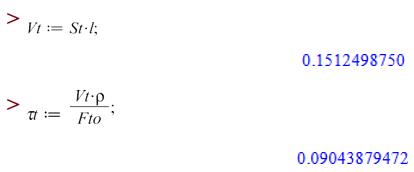 > Vt := St·l;
0.1512498750
> τt := Vt·ρ / Fto;
0.09043879472